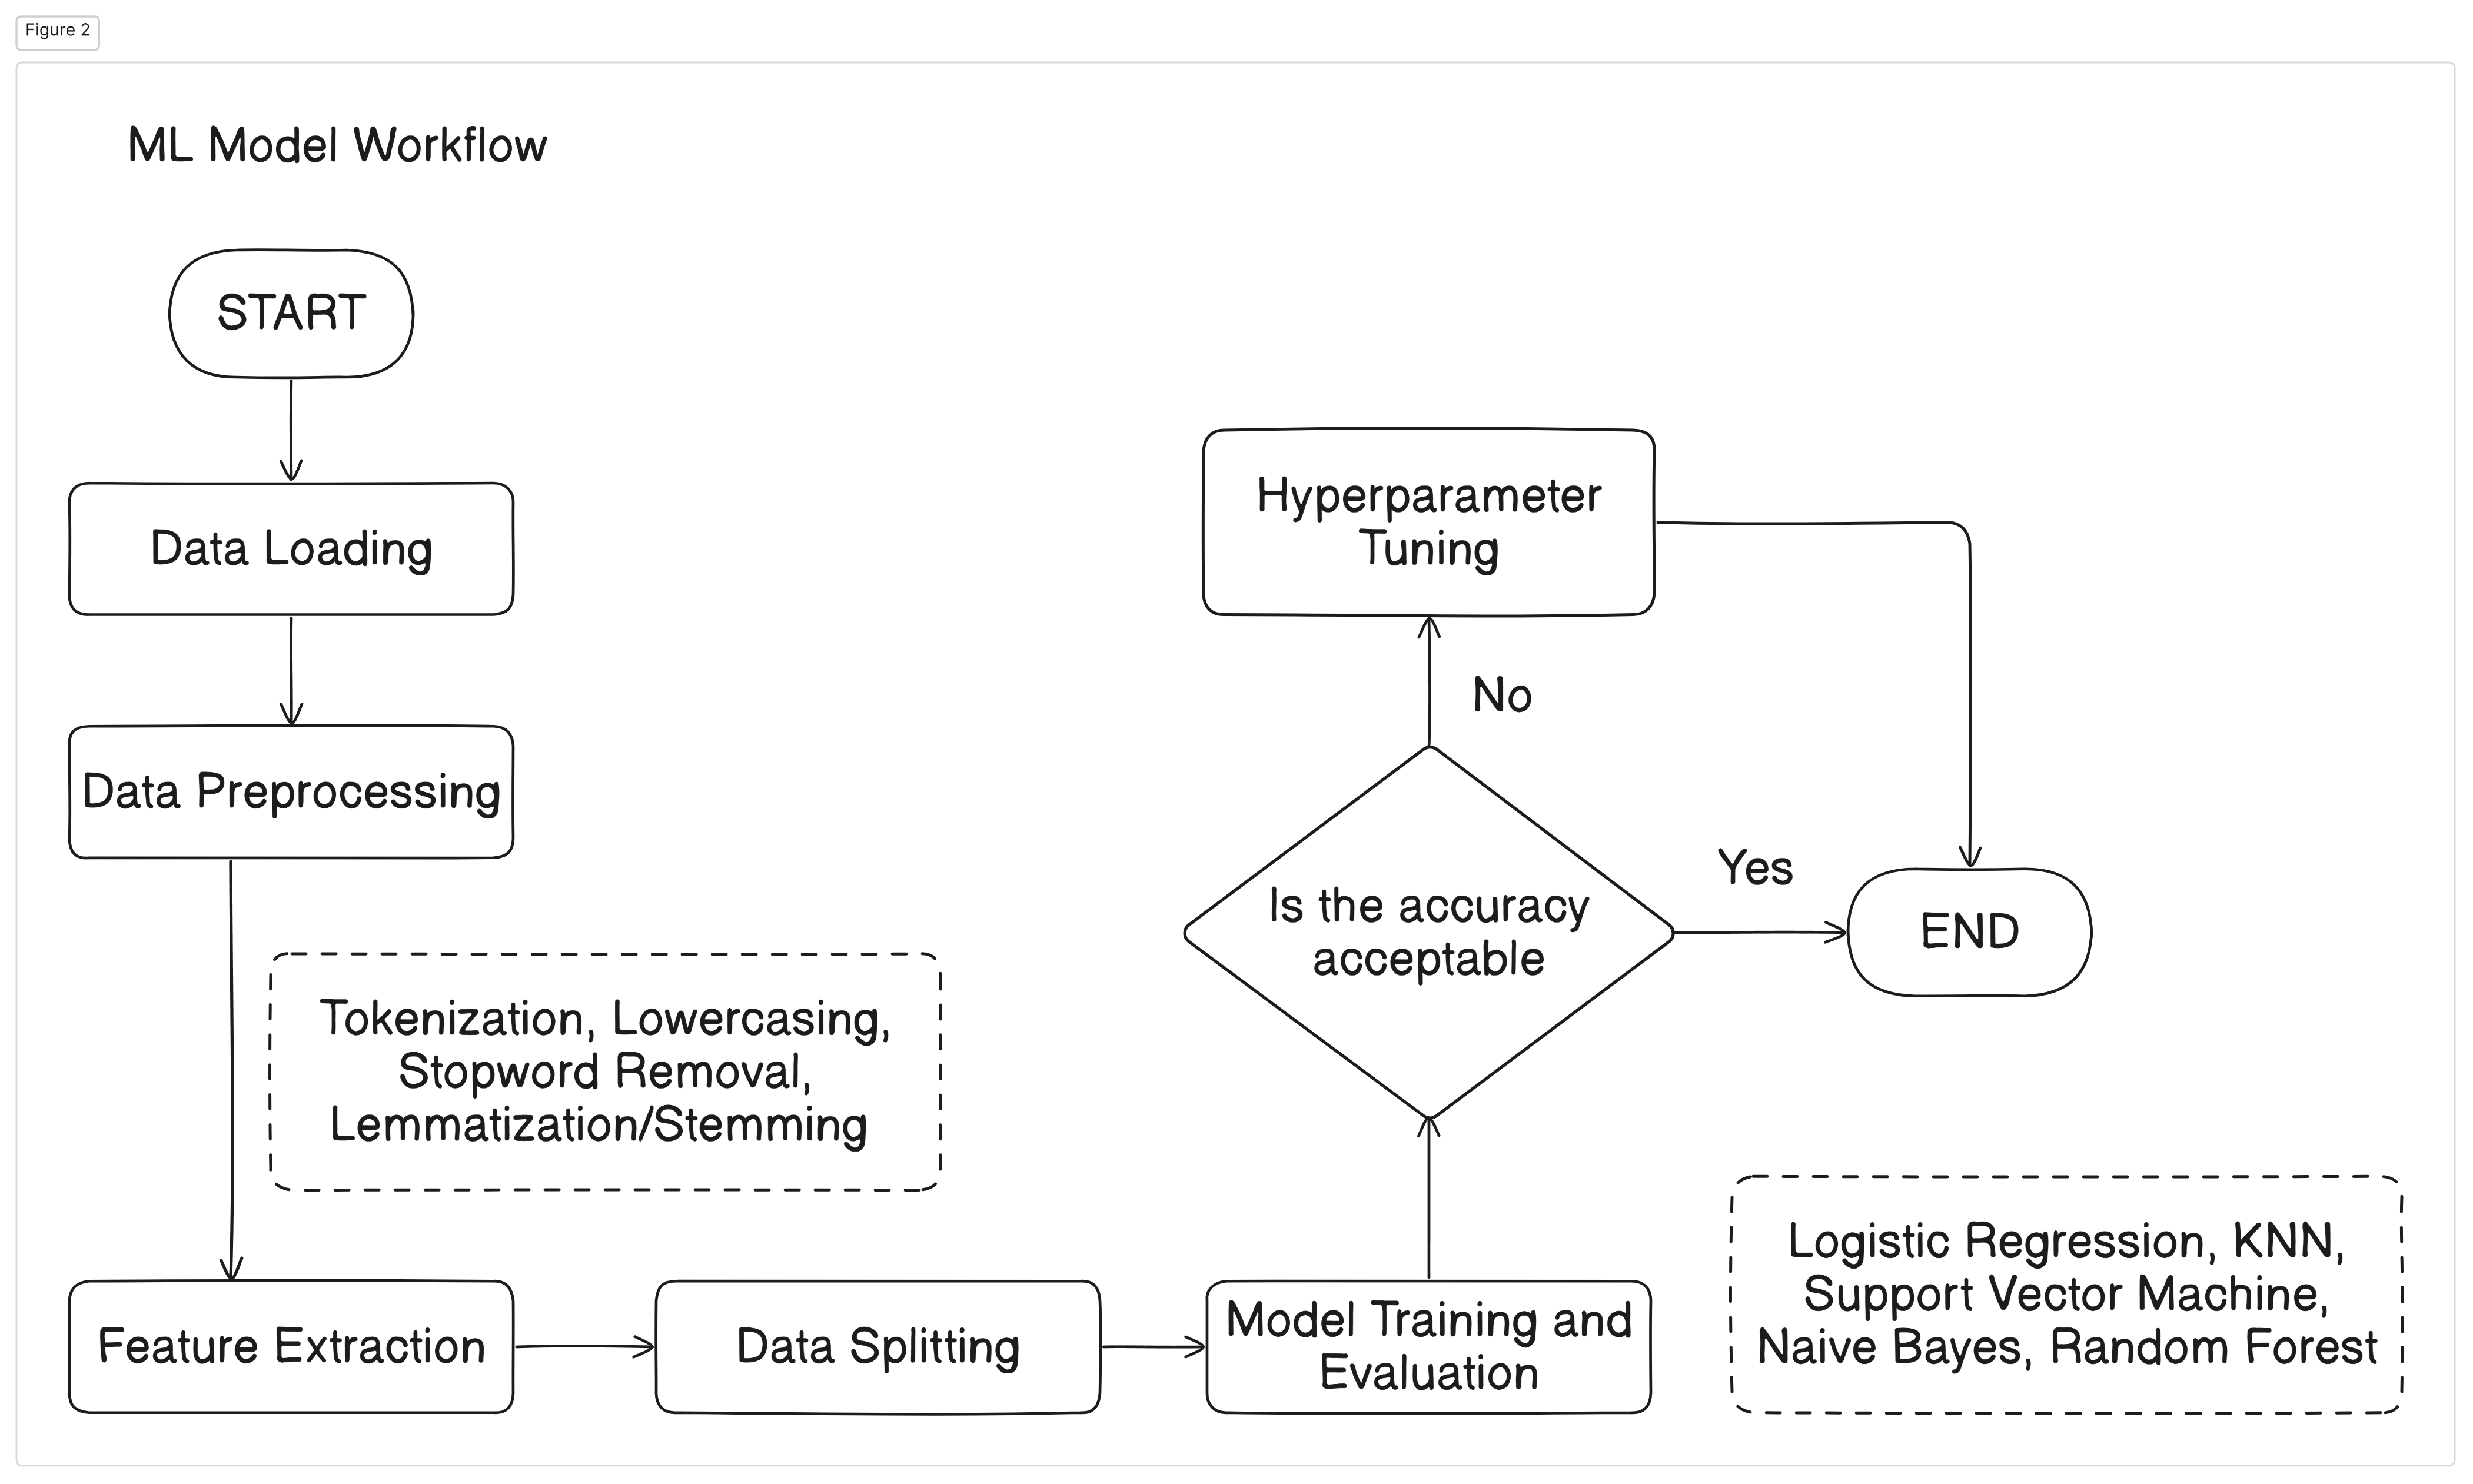 Figure 2
ML Model Workflow
START
Data Loading
Data Preprocessing
Tokenization, Lowercasing,
Stopword Removal,
Lemmatization/Stemming
Feature Extraction
Data Splitting
Model Training and
Evaluation
Logistic Regression, KNN,
Support Vector Machine,
Naive Bayes, Random Forest
Is the accuracy
acceptable
No
Yes
Hyperparameter
Tuning
END